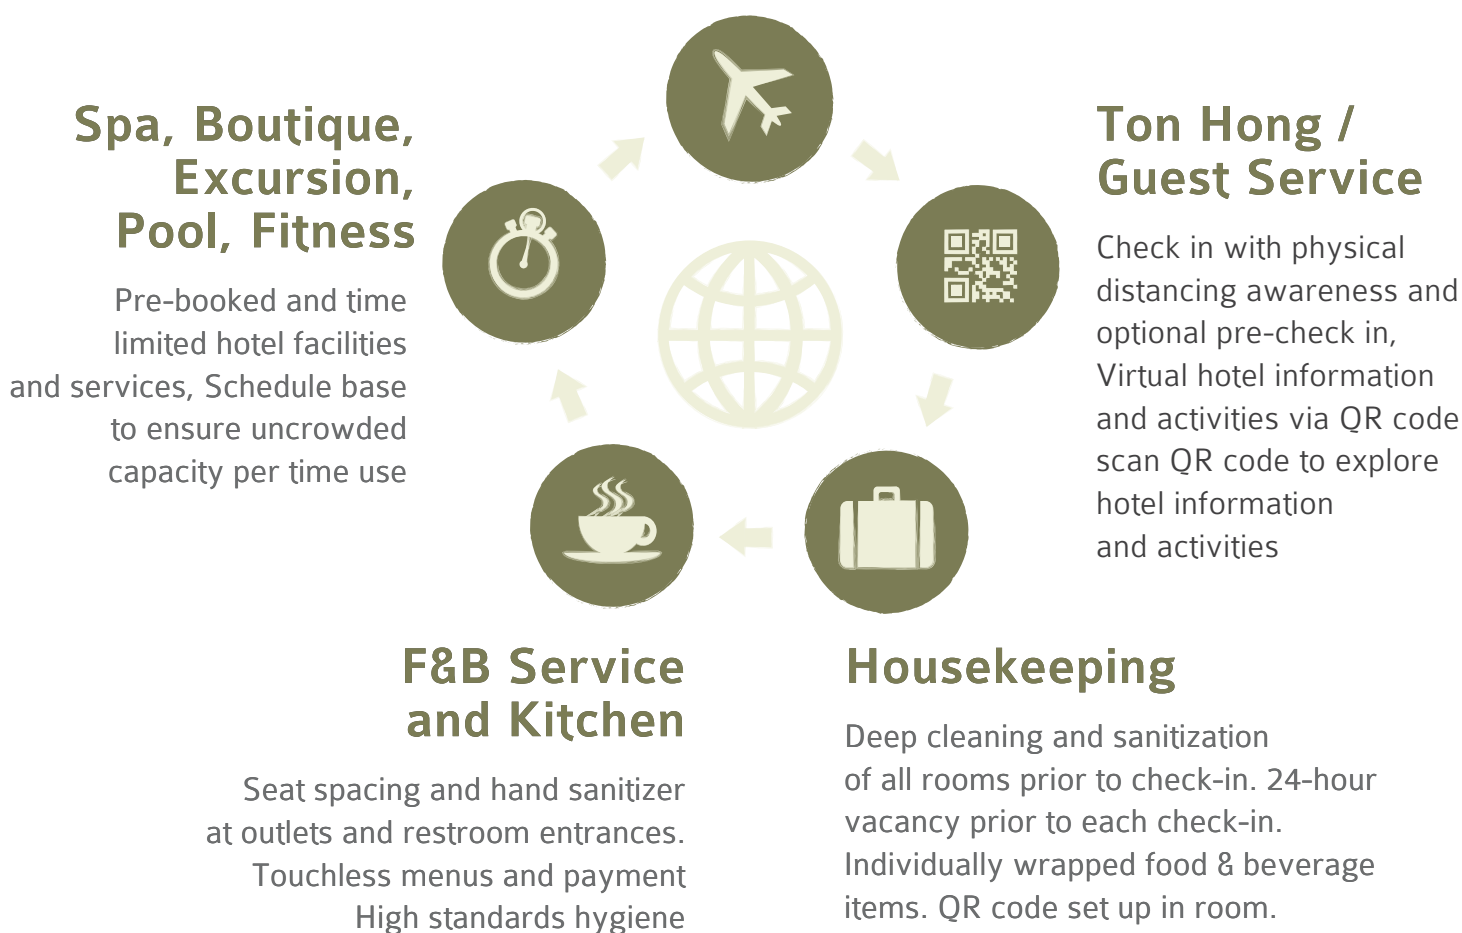 Spa, Boutique,
Excursion,
Pool, Fitness
Pre-booked and time
limited hotel facilities
and services, Schedule base
to ensure uncrowded
capacity per time use
Ton Hong /
Guest Service
Check in with physical
distancing awareness and
optional pre-check in,
Virtual hotel information
and activities via QR code
scan QR code to explore
hotel information
and activities
F&B Service
and Kitchen
Seat spacing and hand sanitizer
at outlets and restroom entrances.
Touchless menus and payment
High standards hygiene
Housekeeping
Deep cleaning and sanitization
of all rooms prior to check-in. 24-hour
vacancy prior to each check-in.
Individually wrapped food & beverage
items. QR code set up in room.